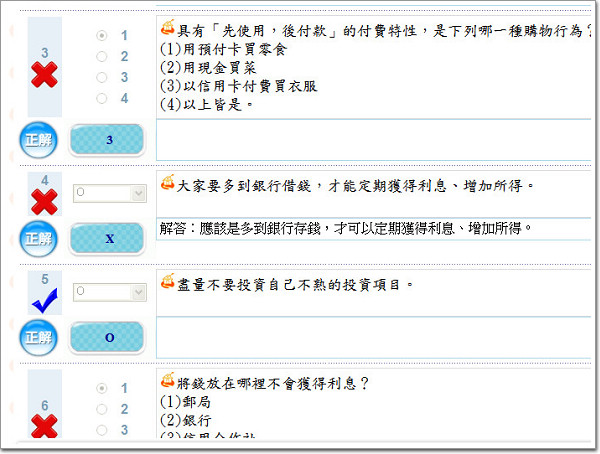 3
1
2
3
4
具有「先使用，後付款」的付費特性，是下列哪一種購物行為？
(1)用預付卡買零食
(2)用現金買菜
(3)以信用卡付費買衣服
(4)以上皆是。
正解
3
4
O
大家要多到銀行借錢，才能定期獲得利息、增加所得。
正解
X
解答：應該是多到銀行存錢，才可以定期獲得利息、增加所得。
5
O
盡量不要投資自己不熟的投資項目。
正解
O
6
1
2
3
將錢放在哪裡不會獲得利息？
(1)郵局
(2)銀行
(3)信用合作社